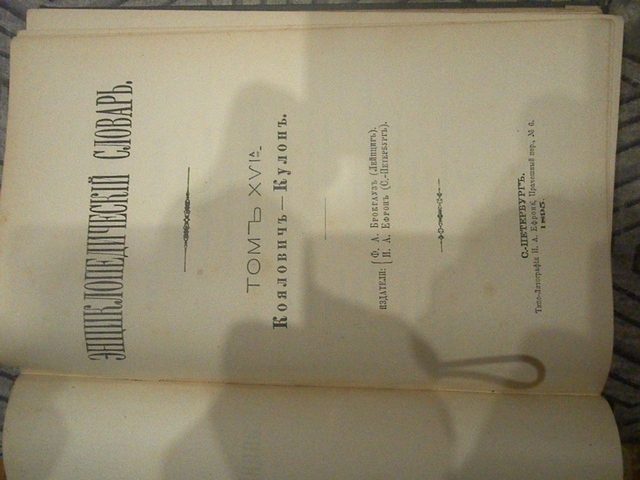 ЭНЦИКЛОПЕДИЧЕСКІЙ СЛОВАРЬ.
ТОМЪ XVIA.
Кояловичъ—Кулонъ.
ИЗДАТЕЛИ: { Ф. А. Брокгаузъ (Лейпцигъ).
И. А. Ефронъ (С.-Петербургъ).
С.-ПЕТЕРБУРГЪ.
Типо-Литографія И. А. Ефрона, Прачешный пер., № 6.
1895.